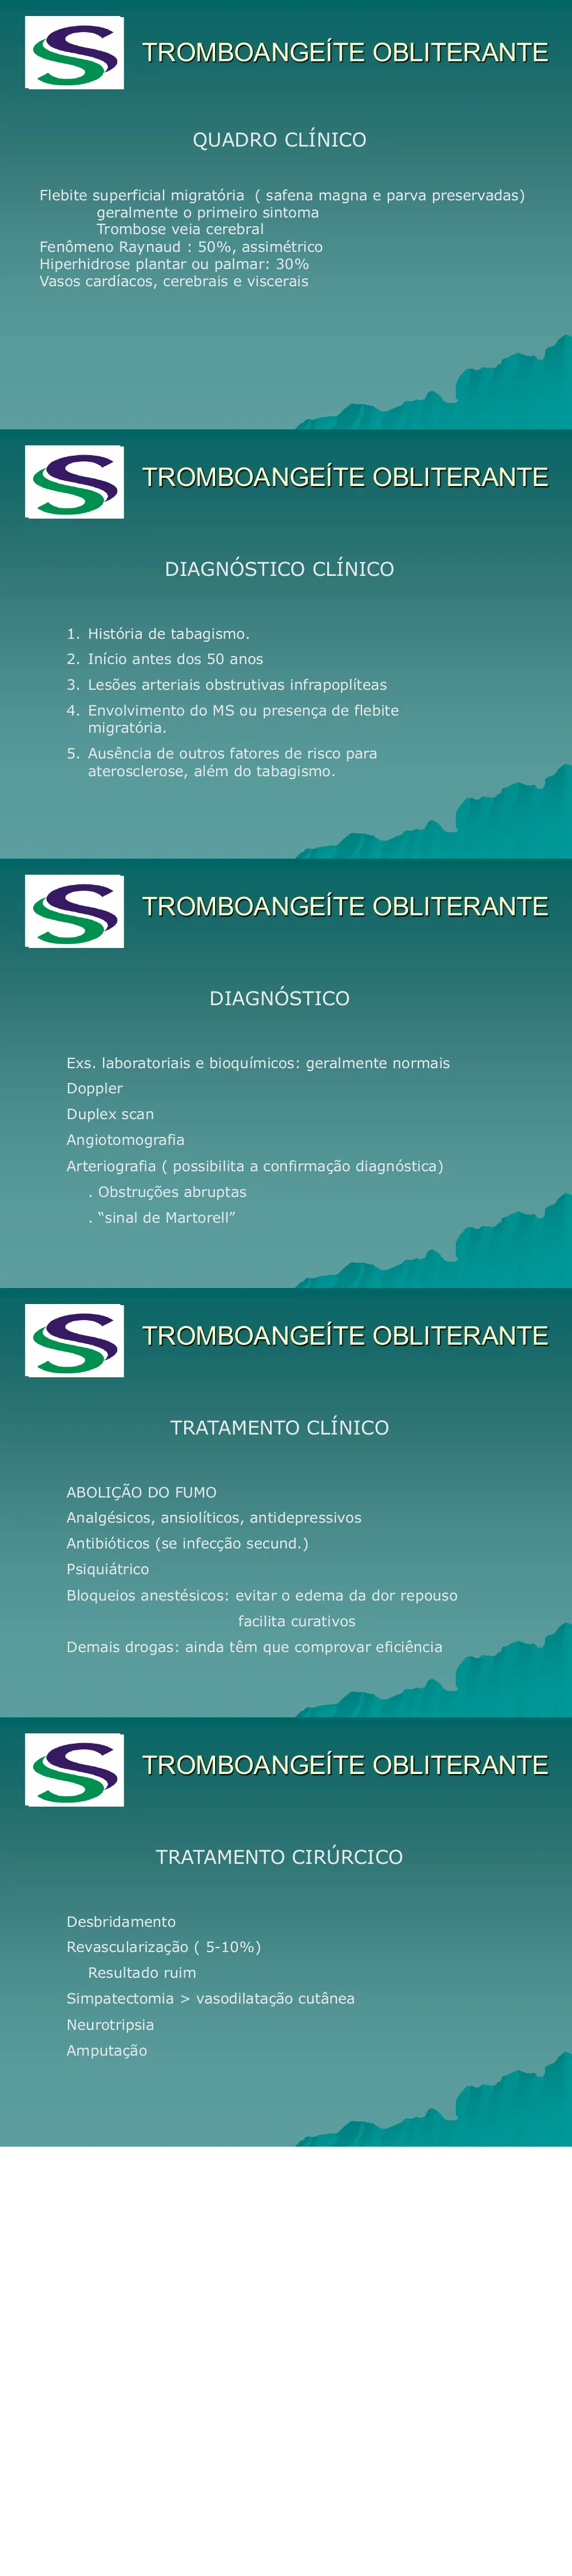 TROMBOANGEÍTE OBLITERANTE
QUADRO CLÍNICO
Flebite superficial migratória ( safena magna e parva preservadas)
geralmente o primeiro sintoma
Trombose veia cerebral
Fenômeno Raynaud : 50%, assimétrico
Hiperhidrose plantar ou palmar: 30%
Vasos cardíacos, cerebrais e viscerais
TROMBOANGEÍTE OBLITERANTE
DIAGNÓSTICO CLÍNICO
1. História de tabagismo.
2. Início antes dos 50 anos
3. Lesões arteriais obstrutivas infrapoplíteas
4. Envolvimento do MS ou presença de flebite
migratória.
5. Ausência de outros fatores de risco para
aterosclerose, além do tabagismo.
TROMBOANGEÍTE OBLITERANTE
DIAGNÓSTICO
Exs. laboratoriais e bioquímicos: geralmente normais
Doppler
Duplex scan
Angiotomografia
Arteriografia ( possibilita a confirmação diagnóstica)
. Obstruções abruptas
. “sinal de Martorell”
TROMBOANGEÍTE OBLITERANTE
TRATAMENTO CLÍNICO
ABOLIÇÃO DO FUMO
Analgésicos, ansiolíticos, antidepressivos
Antibióticos (se infecção secund.)
Psiquiátrico
Bloqueios anestésicos: evitar o edema da dor repouso
facilita curativos
Demais drogas: ainda têm que comprovar eficiência
TROMBOANGEÍTE OBLITERANTE
TRATAMENTO CIRÚRCICO
Desbridamento
Revascularização ( 5-10%)
Resultado ruim
Simpatectomia > vasodilatação cutânea
Neurotripsia
Amputação